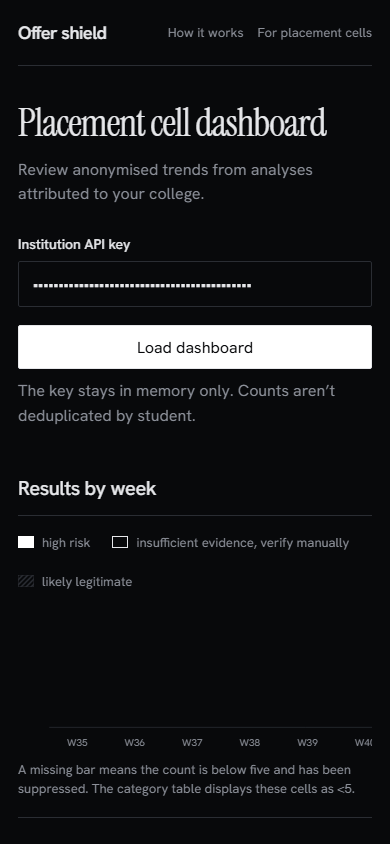 Offer shield
How it works
For placement cells
Placement cell dashboard
Review anonymised trends from analyses
attributed to your college.
Institution API key
Load dashboard
The key stays in memory only. Counts aren’t
deduplicated by student.
Results by week
high risk
insufficient evidence, verify manually
likely legitimate
W35 W36 W37 W38 W39
A missing bar means the count is below five and has been
suppressed. The category table displays these cells as <5.